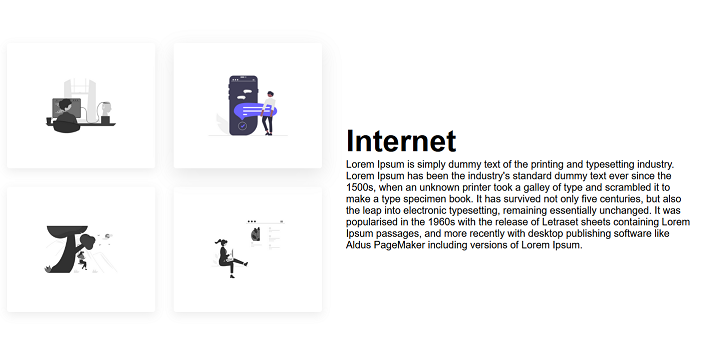 Internet
Lorem Ipsum is simply dummy text of the printing and typesetting industry.
Lorem Ipsum has been the industry's standard dummy text ever since the
1500s, when an unknown printer took a galley of type and scrambled it to
make a type specimen book. It has survived not only five centuries, but also
the leap into electronic typesetting, remaining essentially unchanged. It was
popularised in the 1960s with the release of Letraset sheets containing Lorem
Ipsum passages, and more recently with desktop publishing software like
Aldus PageMaker including versions of Lorem Ipsum.